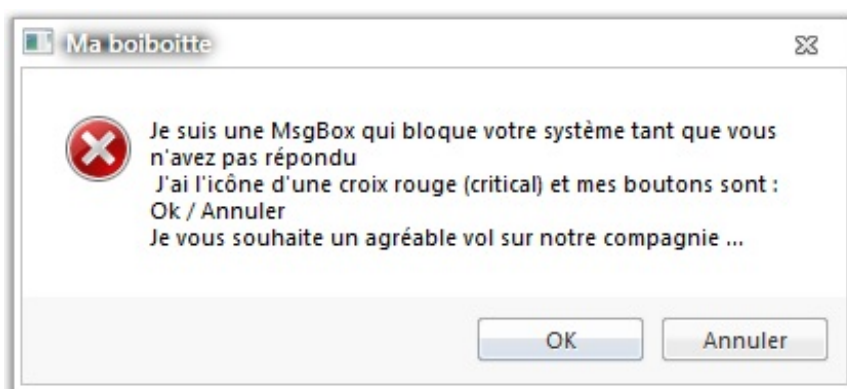 Ma boiboitte
Je suis une MsgBox qui bloque votre système tant que vous
n'avez pas répondu
J'ai l'icône d'une croix rouge (critical) et mes boutons sont :
Ok / Annuler
Je vous souhaite un agréable vol sur notre compagnie ...
OK Annuler